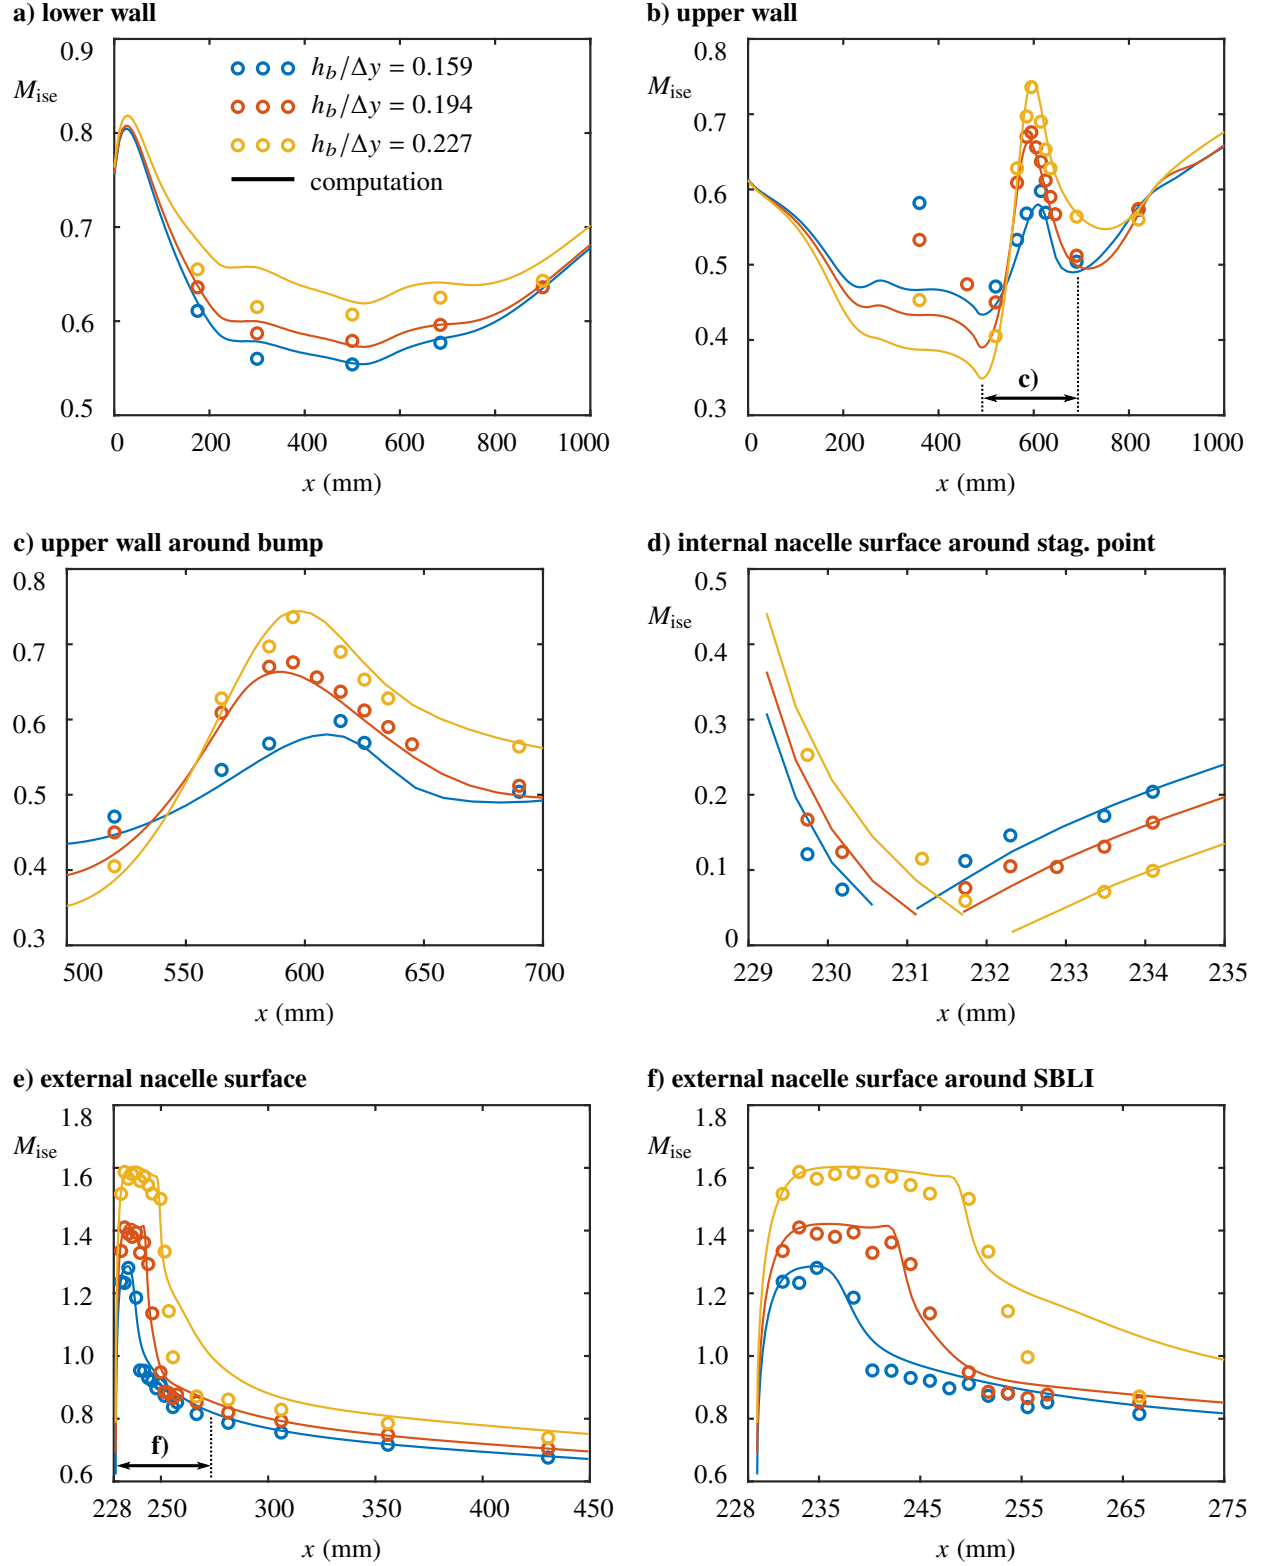 a) lower wall
0.9
M_ise
0.8
0.7
0.6
0.5
h_b/Δy = 0.159
h_b/Δy = 0.194
h_b/Δy = 0.227
computation
0 200 400 600 800 1000
x (mm)
b) upper wall
0.8
M_ise
0.7
0.6
0.5
0.4
0.3
c)
0 200 400 600 800 1000
x (mm)
c) upper wall around bump
0.8
0.7
0.6
0.5
0.4
0.3
500 550 600 650 700
x (mm)
d) internal nacelle surface around stag. point
0.5
M_ise
0.4
0.3
0.2
0.1
0
229 230 231 232 233 234 235
x (mm)
e) external nacelle surface
1.8
M_ise
1.6
1.4
1.2
1.0
0.8
0.6
f)
228 250 300 350 400 450
x (mm)
f) external nacelle surface around SBLI
1.8
M_ise
1.6
1.4
1.2
1.0
0.8
0.6
228 235 245 255 265 275
x (mm)